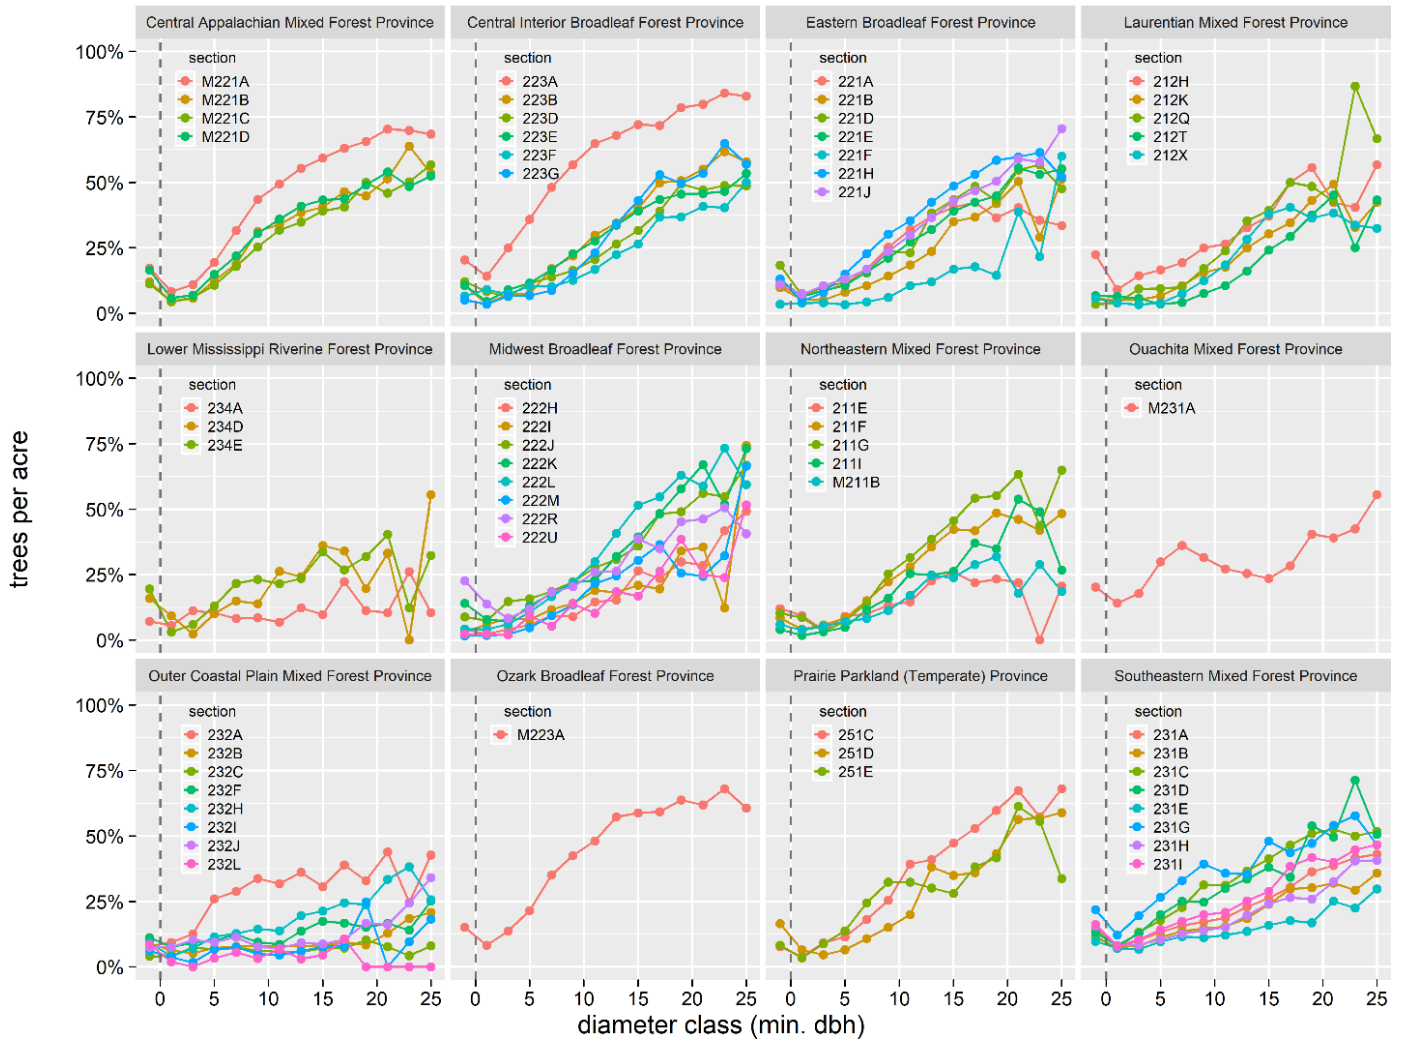 trees per acre
Central Appalachian Mixed Forest Province
Central Interior Broadleaf Forest Province
Eastern Broadleaf Forest Province
Laurentian Mixed Forest Province
100%
75%
50%
25%
0%
section
M221A
M221B
M221C
M221D
section
223A
223B
223D
223E
223F
223G
section
221A
221B
221D
221E
221F
221H
221J
section
212H
212K
212Q
212T
212X
Lower Mississippi Riverine Forest Province
Midwest Broadleaf Forest Province
Northeastern Mixed Forest Province
Ouachita Mixed Forest Province
100%
75%
50%
25%
0%
section
234A
234D
234E
section
222H
222I
222J
222K
222L
222M
222R
222U
section
211E
211F
211G
211I
M211B
section
M231A
Outer Coastal Plain Mixed Forest Province
Ozark Broadleaf Forest Province
Prairie Parkland (Temperate) Province
Southeastern Mixed Forest Province
100%
75%
50%
25%
0%
section
232A
232B
232C
232F
232H
232I
232J
232L
section
M223A
section
251C
251D
251E
section
231A
231B
231C
231D
231E
231G
231H
231I
0 5 10 15 20 25
0 5 10 15 20 25
0 5 10 15 20 25
0 5 10 15 20 25
diameter class (min. dbh)